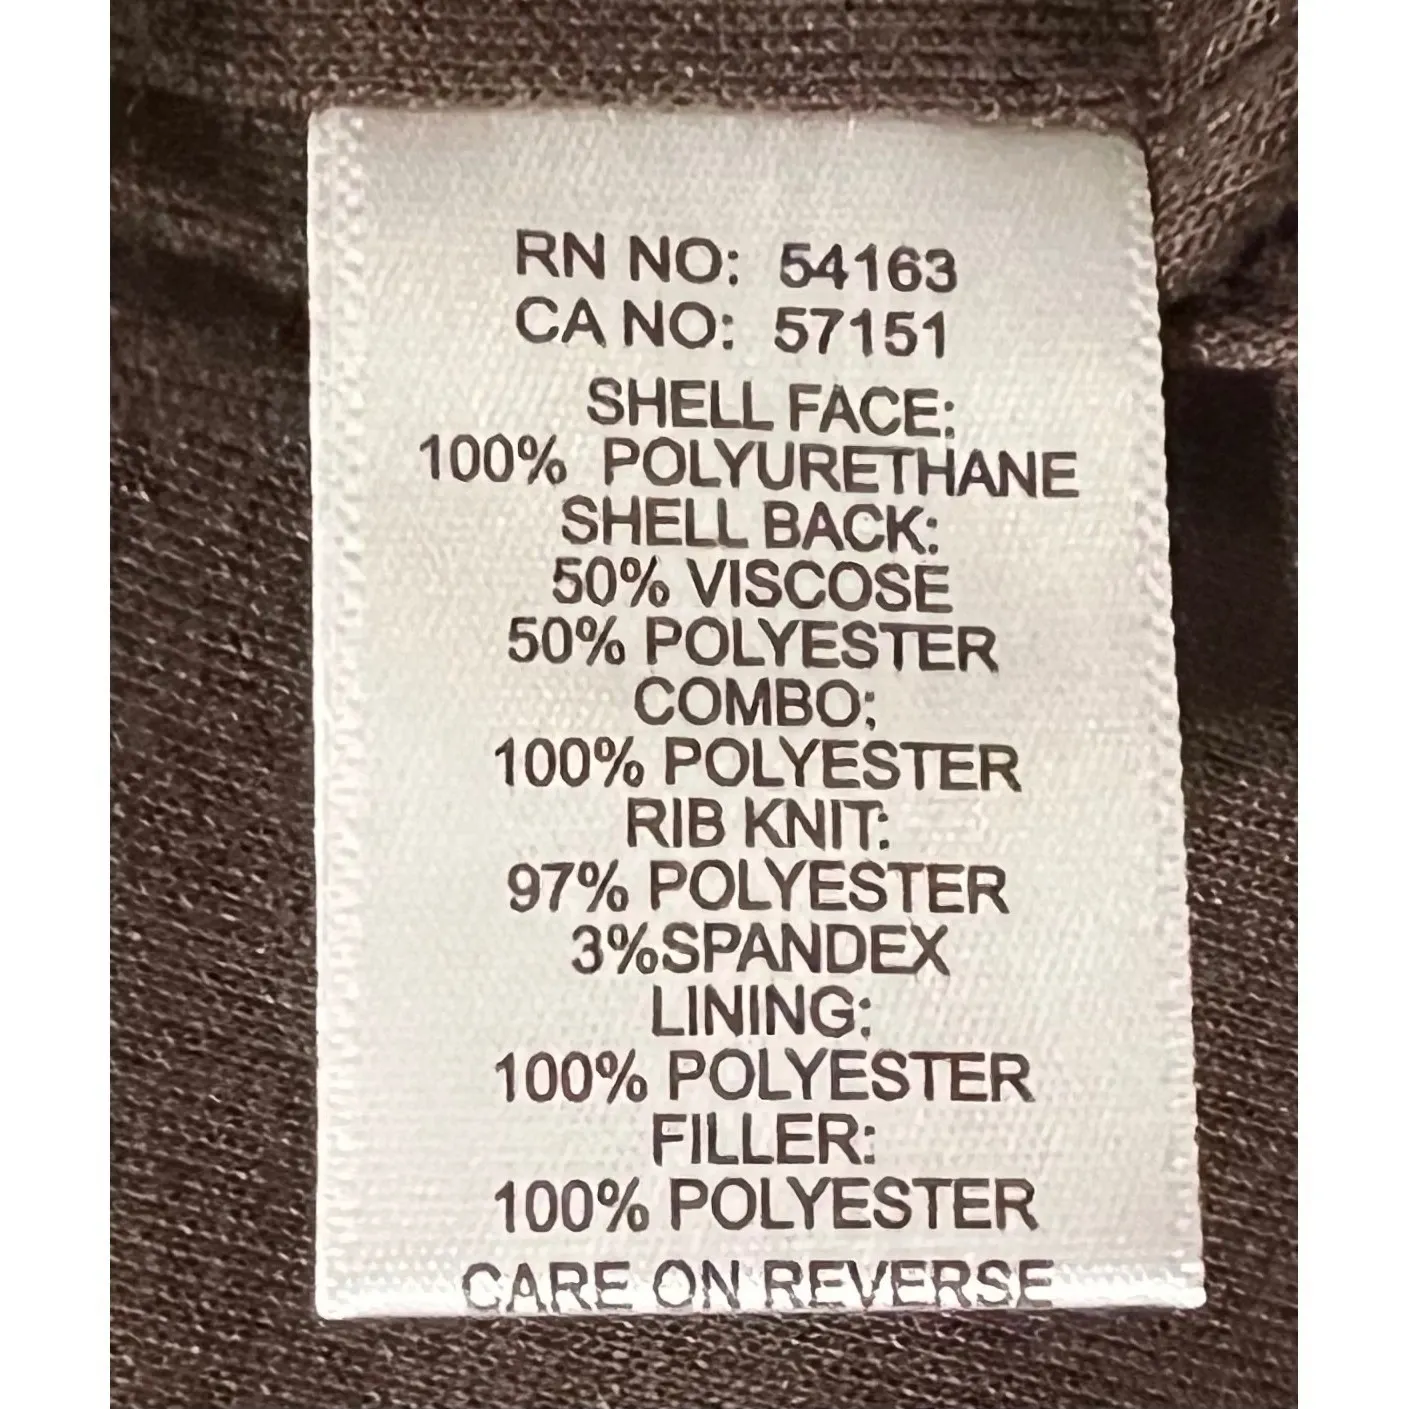 RN NO: 54163
CA NO: 57151
SHELL FACE:
100% POLYURETHANE
SHELL BACK:
50% VISCOSE
50% POLYESTER
COMBO:
100% POLYESTER
RIB KNIT:
97% POLYESTER
3%SPANDEX
LINING:
100% POLYESTER
FILLER:
100% POLYESTER
CARE ON REVERSE